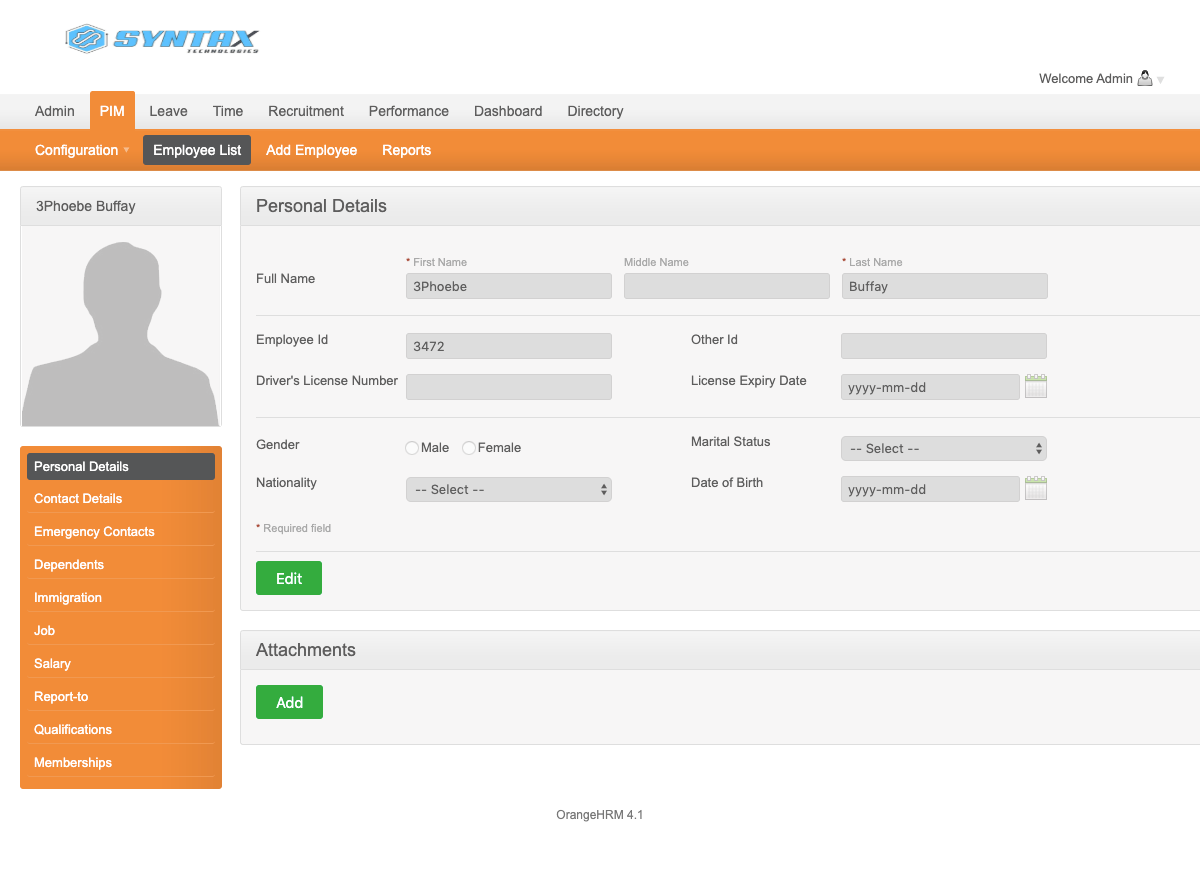 SYNTAX
TECHNOLOGIES
Welcome Admin
Admin PIM Leave Time Recruitment Performance Dashboard Directory
Configuration Employee List Add Employee Reports
3Phoebe Buffay
Personal Details
Contact Details
Emergency Contacts
Dependents
Immigration
Job
Salary
Report-to
Qualifications
Memberships
Personal Details
* First Name Middle Name * Last Name
Full Name 3Phoebe Buffay
Employee Id 3472 Other Id
Driver's License Number License Expiry Date yyyy-mm-dd
Gender Male Female Marital Status -- Select --
Nationality -- Select -- Date of Birth yyyy-mm-dd
* Required field
Edit
Attachments
Add
OrangeHRM 4.1